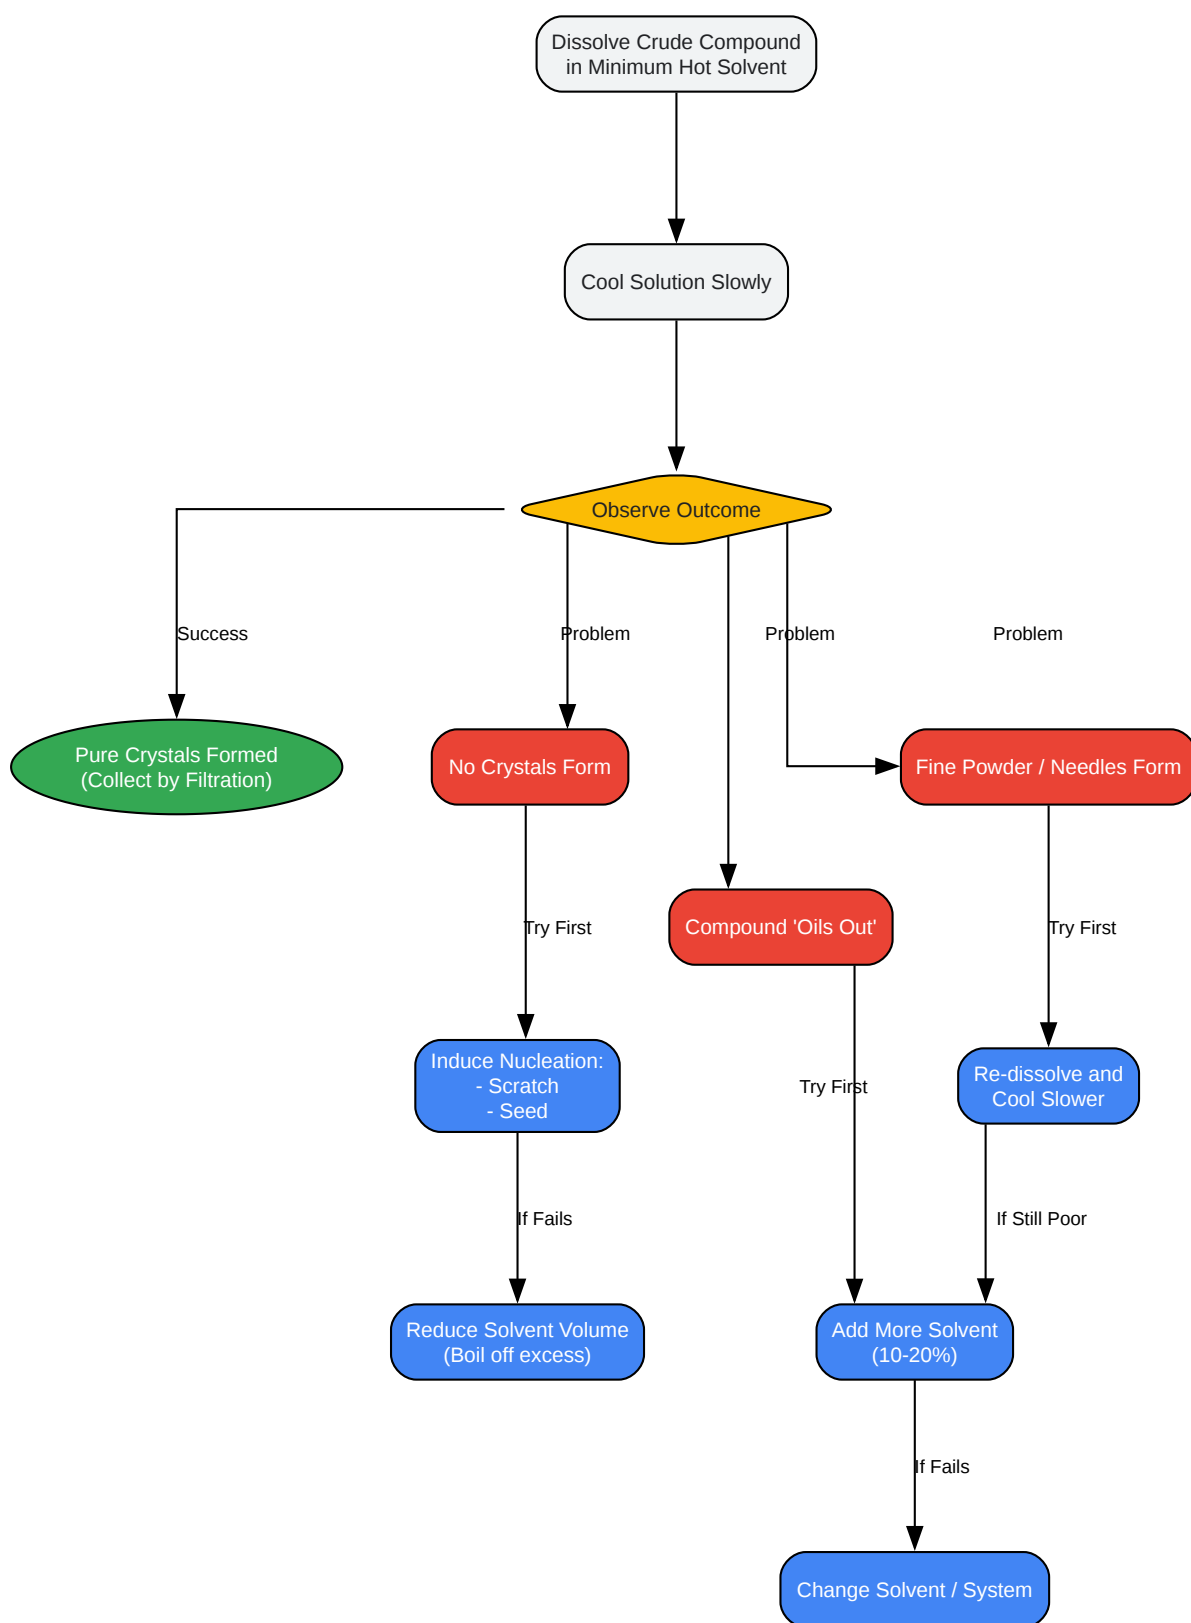 Dissolve Crude Compound
in Minimum Hot Solvent
Cool Solution Slowly
Observe Outcome
Success
Problem
Problem
Problem
Pure Crystals Formed
(Collect by Filtration)
No Crystals Form
Fine Powder / Needles Form
Compound 'Oils Out'
Try First
Try First
Induce Nucleation:
- Scratch
- Seed
Try First
Re-dissolve and
Cool Slower
If Fails
If Still Poor
Reduce Solvent Volume
(Boil off excess)
Add More Solvent
(10-20%)
If Fails
Change Solvent / System